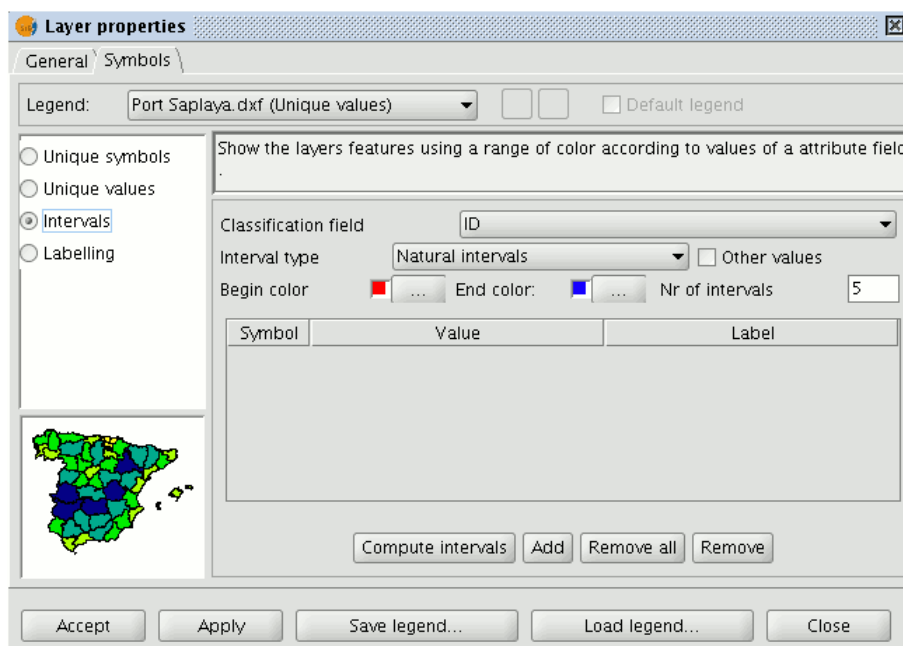 Layer properties
General Symbols
Legend: Port Saplaya.dxf (Unique values) Default legend
Unique symbols
Unique values
Intervals
Labelling
Show the layers features using a range of color according to values of a attribute field
.
Classification field ID
Interval type Natural intervals Other values
Begin color ... End color: ... Nr of intervals 5
Symbol Value Label
Compute intervals Add Remove all Remove
Accept Apply Save legend... Load legend... Close